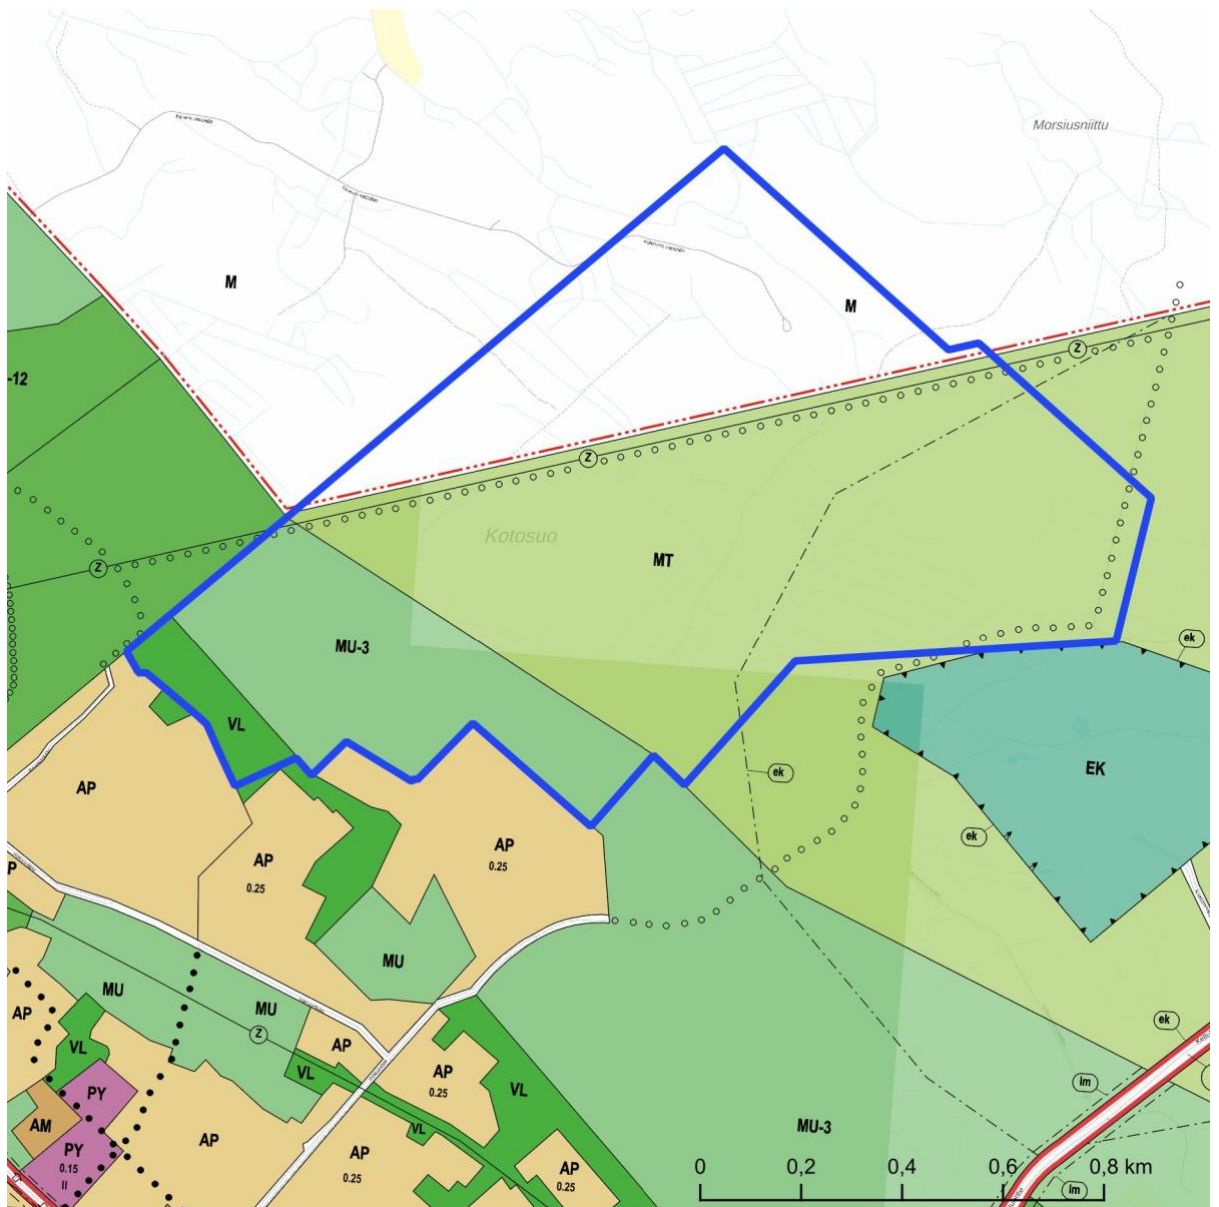 Morsiusniittu
M
M
Z
-12
Z
Kotosuo
MT
Z
ek
MU-3
VL
EK
ek
AP
ek
AP
0.25
AP
0.25
P
MU
MU
MU
AP
Z
ek
VL
AP
VL
AP
0.25
lm
PY
VL
AM
VL
MU-3
AP
PY
0.15
II
AP
0.25
AP
0.25
0
0,2
0,4
0,6
0,8 km
lm